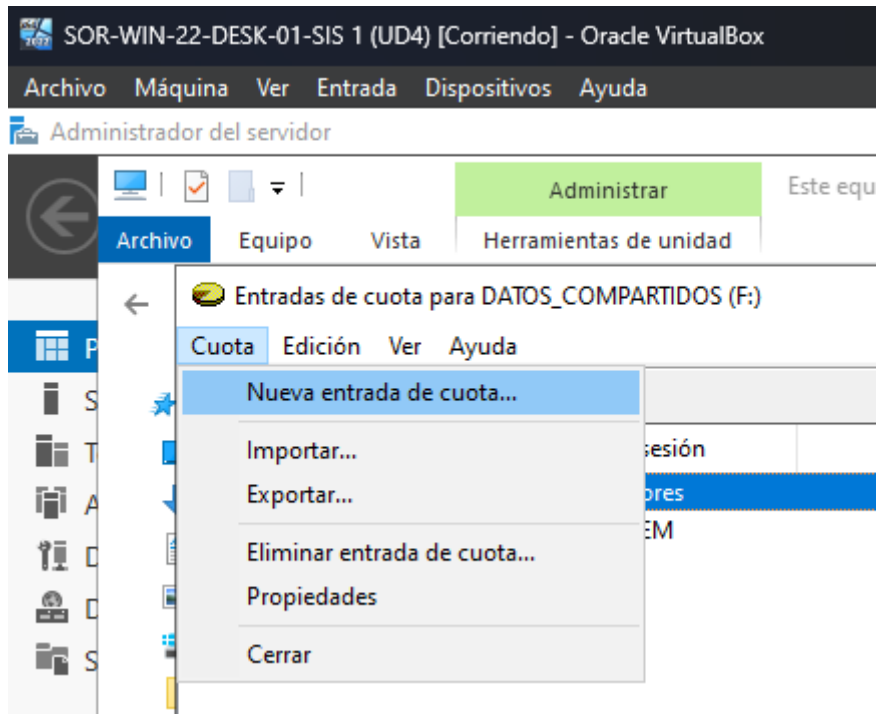 SOR-WIN-22-DESK-01-SIS 1 (UD4) [Corriendo] - Oracle VirtualBox
Archivo Máquina Ver Entrada Dispositivos Ayuda
Administrador del servidor
Administrar Este equ
Archivo Equipo Vista Herramientas de unidad
Entradas de cuota para DATOS_COMPARTIDOS (F:)
Cuota Edición Ver Ayuda
P
Nueva entrada de cuota...
S
Importar... sesión
T
Exportar... ores
A
EM
Eliminar entrada de cuota...
D
Propiedades
D
Cerrar
S